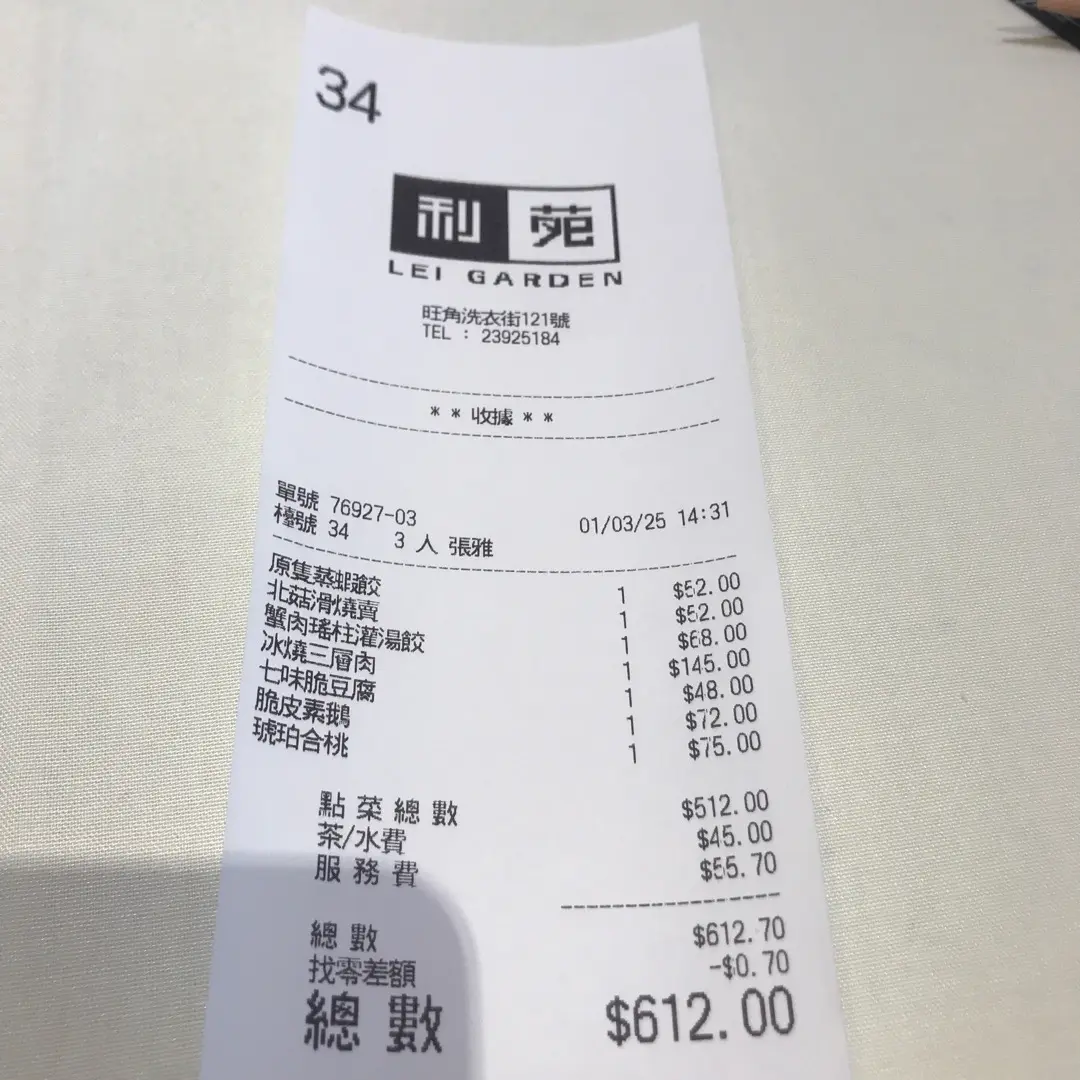 34
利苑
LEI GARDEN
旺角洗衣街121號
TEL : 23925184
** 收據 **
單號 76927-03 01/03/25 14:31
檯號 34 3 人 張雅
原隻蒸蝦餃 1 $52.00
北菇滑燒賣 1 $52.00
蟹肉瑤柱灌湯餃 1 $68.00
冰燒三層肉 1 $145.00
七味脆豆腐 1 $48.00
脆皮素鵝 1 $72.00
琥珀合桃 1 $75.00
點菜總數 $512.00
茶/水費 $45.00
服務費 $55.70
總數 $612.70
找零差額 -$0.70
總數 $612.00